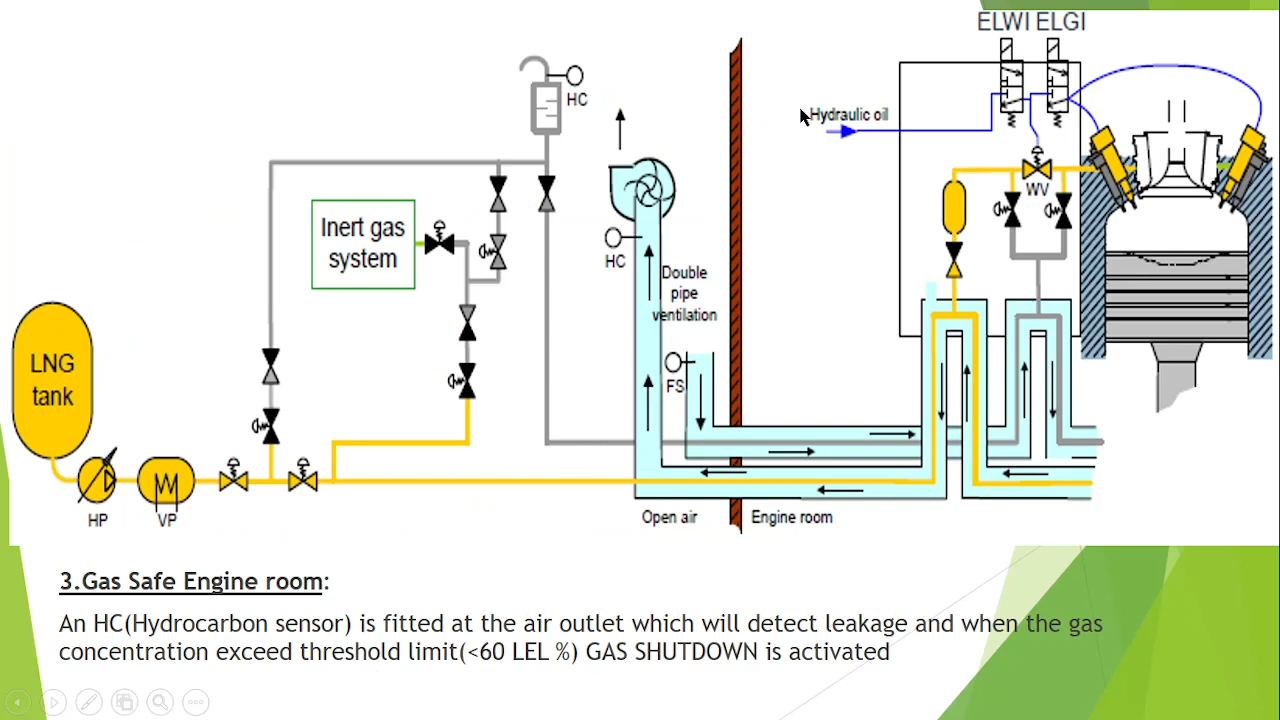 ELWI ELGI
HC
Hydraulic oil
WV
Inert gas
system
HC
Double
pipe
ventilation
FS
LNG
tank
HP
VP
Open air
Engine room
3.Gas Safe Engine room:
An HC(Hydrocarbon sensor) is fitted at the air outlet which will detect leakage and when the gas
concentration exceed threshold limit(<60 LEL %) GAS SHUTDOWN is activated